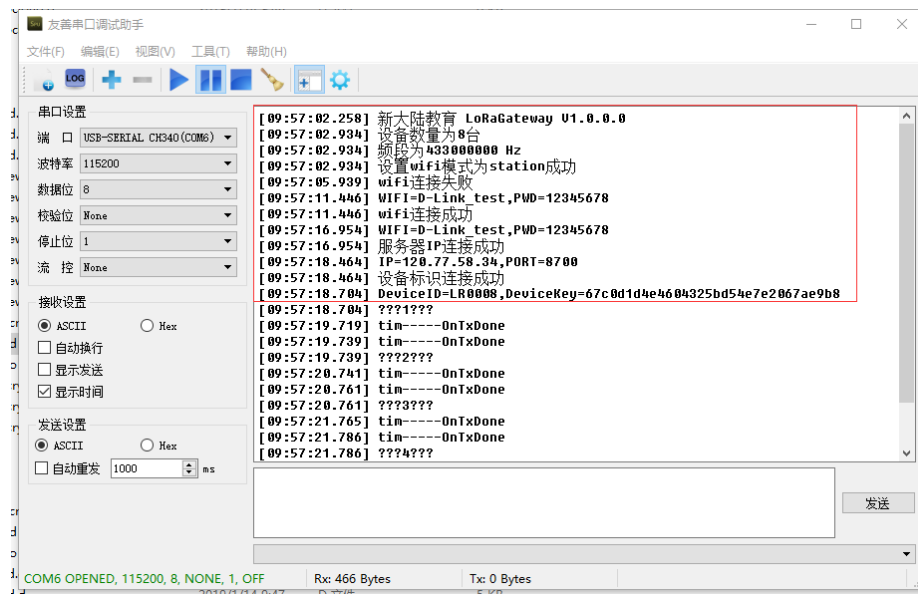 友善串口调试助手
文件(F) 编辑(E) 视图(V) 工具(T) 帮助(H)
LOG
串口设置
端 口 USB-SERIAL CH340(COM6)
波特率 115200
数据位 8
校验位 None
停止位 1
流 控 None
接收设置
ASCII Hex
自动换行
显示发送
显示时间
发送设置
ASCII Hex
自动重发 1000 ms
[09:57:02.258] 新大陆教育 LoRaGateway V1.0.0.0
[09:57:02.934] 设备数量为8台
[09:57:02.934] 频段为433000000 Hz
[09:57:02.934] 设置wifi模式为station成功
[09:57:05.939] wifi连接失败
[09:57:11.446] WIFI=D-Link_test,PWD=12345678
[09:57:11.446] wifi连接成功
[09:57:16.954] WIFI=D-Link_test,PWD=12345678
[09:57:16.954] 服务器IP连接成功
[09:57:18.464] IP=120.77.58.34,PORT=8700
[09:57:18.464] 设备标识连接成功
[09:57:18.704] DeviceID=LR0008,DeviceKey=67c0d1d4e4604325bd54e7e2067ae9b8
[09:57:18.704] ???1???
[09:57:19.719] tim-----OnTxDone
[09:57:19.739] tim-----OnTxDone
[09:57:19.739] ???2???
[09:57:20.741] tim-----OnTxDone
[09:57:20.761] tim-----OnTxDone
[09:57:20.761] ???3???
[09:57:21.765] tim-----OnTxDone
[09:57:21.786] tim-----OnTxDone
[09:57:21.786] ???4???
发送
COM6 OPENED, 115200, 8, NONE, 1, OFF Rx: 466 Bytes Tx: 0 Bytes